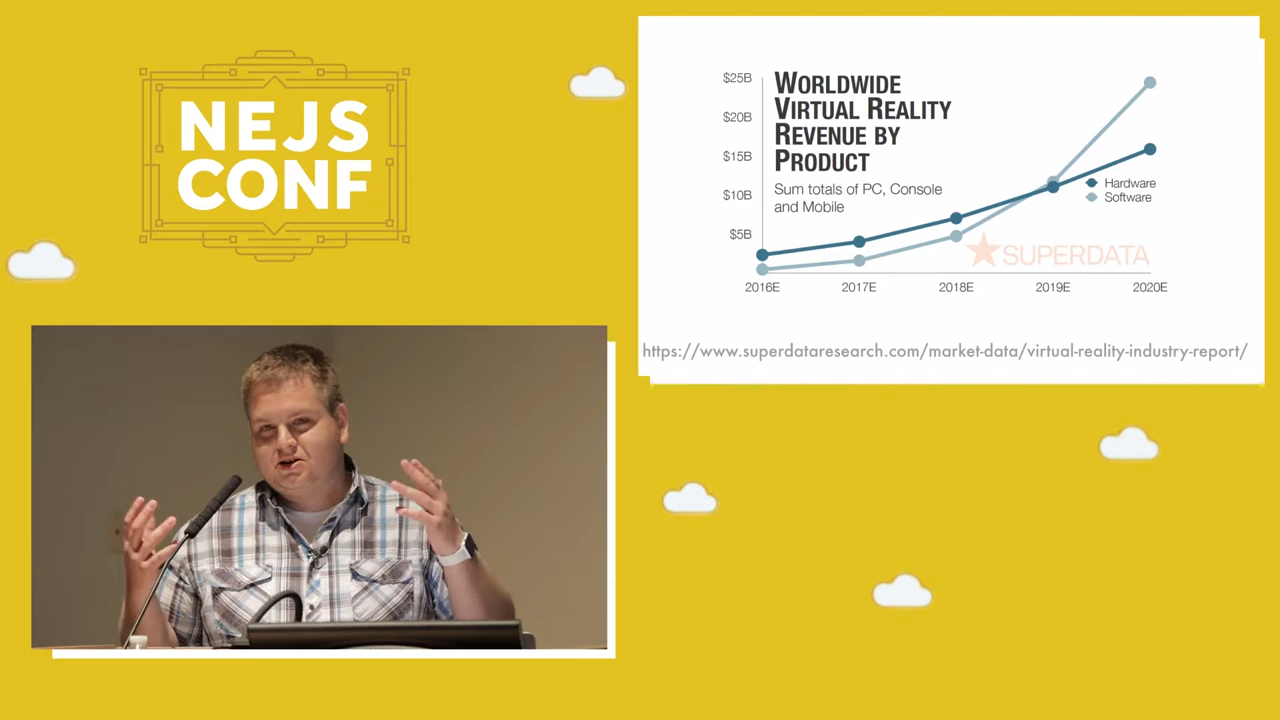 NEJS
CONF
$25B
$20B
$15B
$10B
$5B
WORLDWIDE
VIRTUAL REALITY
REVENUE BY
PRODUCT
Sum totals of PC, Console
and Mobile
Hardware
Software
SUPERDATA
2016E 2017E 2018E 2019E 2020E
https://www.superdataresearch.com/market-data/virtual-reality-industry-report/